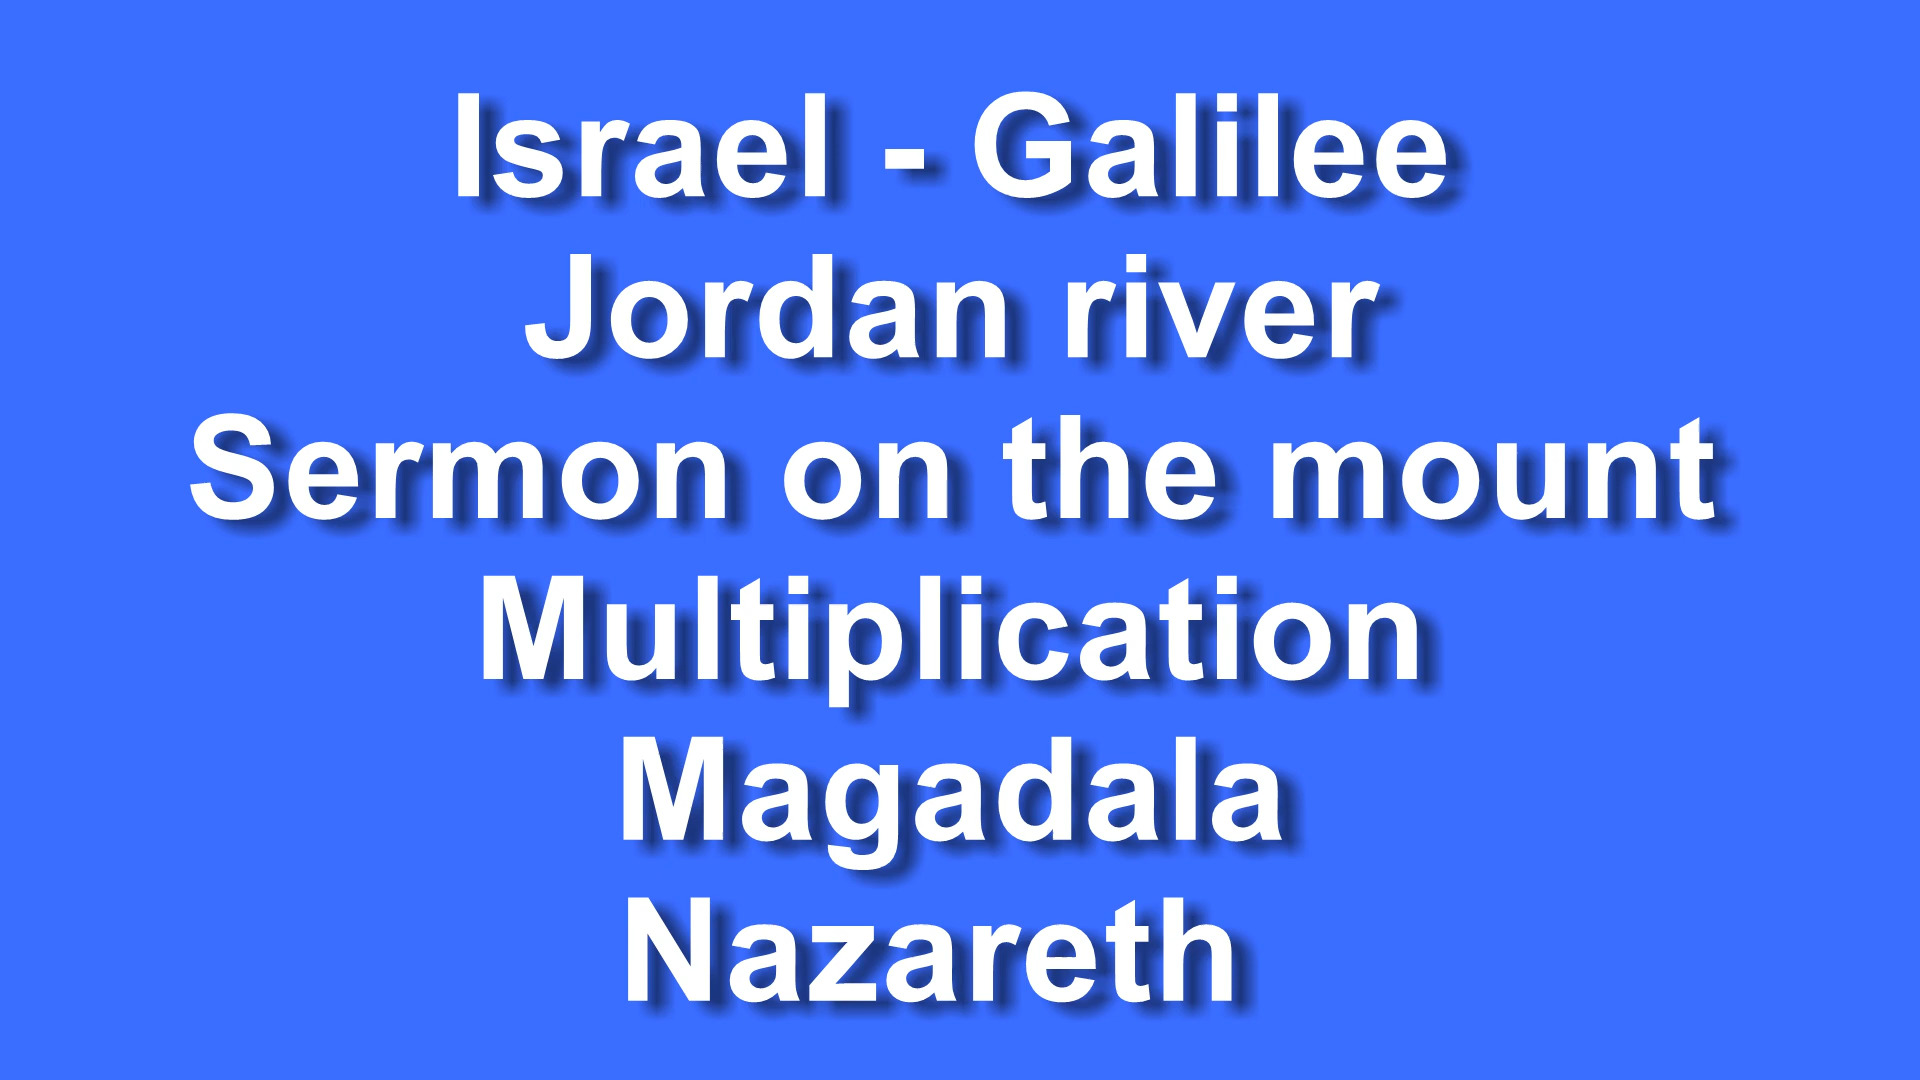 Israel - Galilee
Jordan river
Sermon on the mount
Multiplication
Magadala
Nazareth